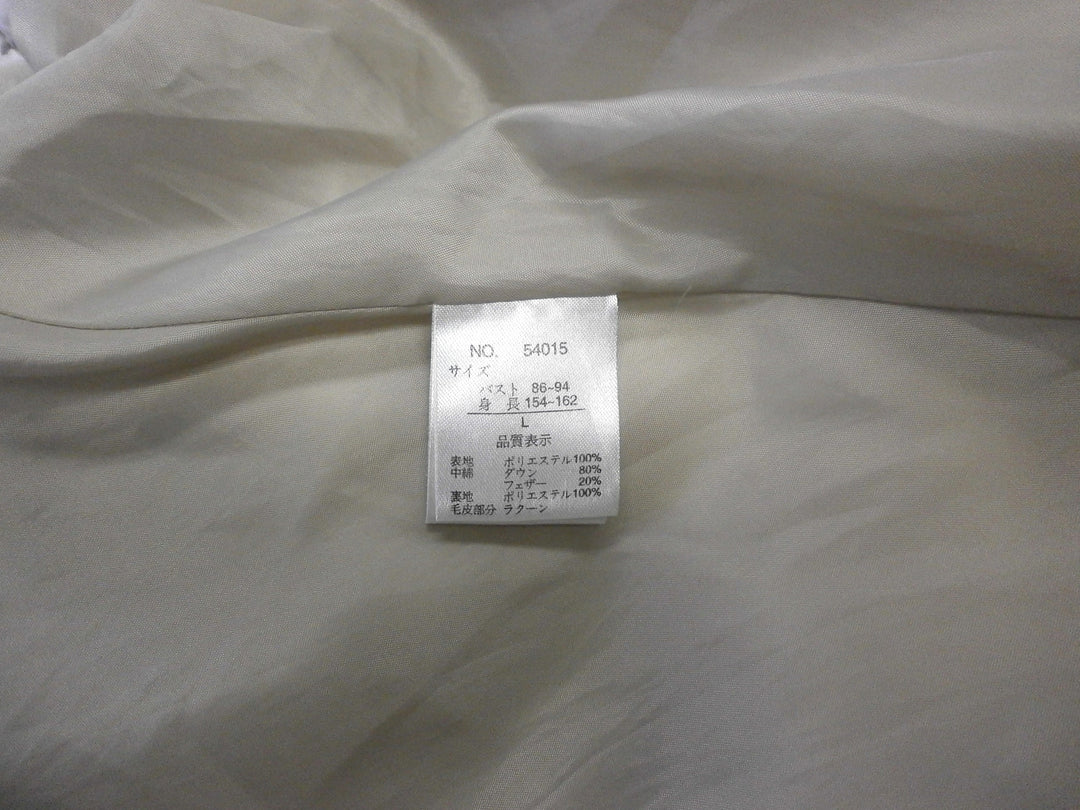 NO. 54015
サイズ
バスト 86~94
身 長 154~162
L
品質表示
表地 ポリエステル100%
中綿 ダウン 80%
フェザー 20%
裏地 ポリエステル100%
毛皮部分 ラクーン